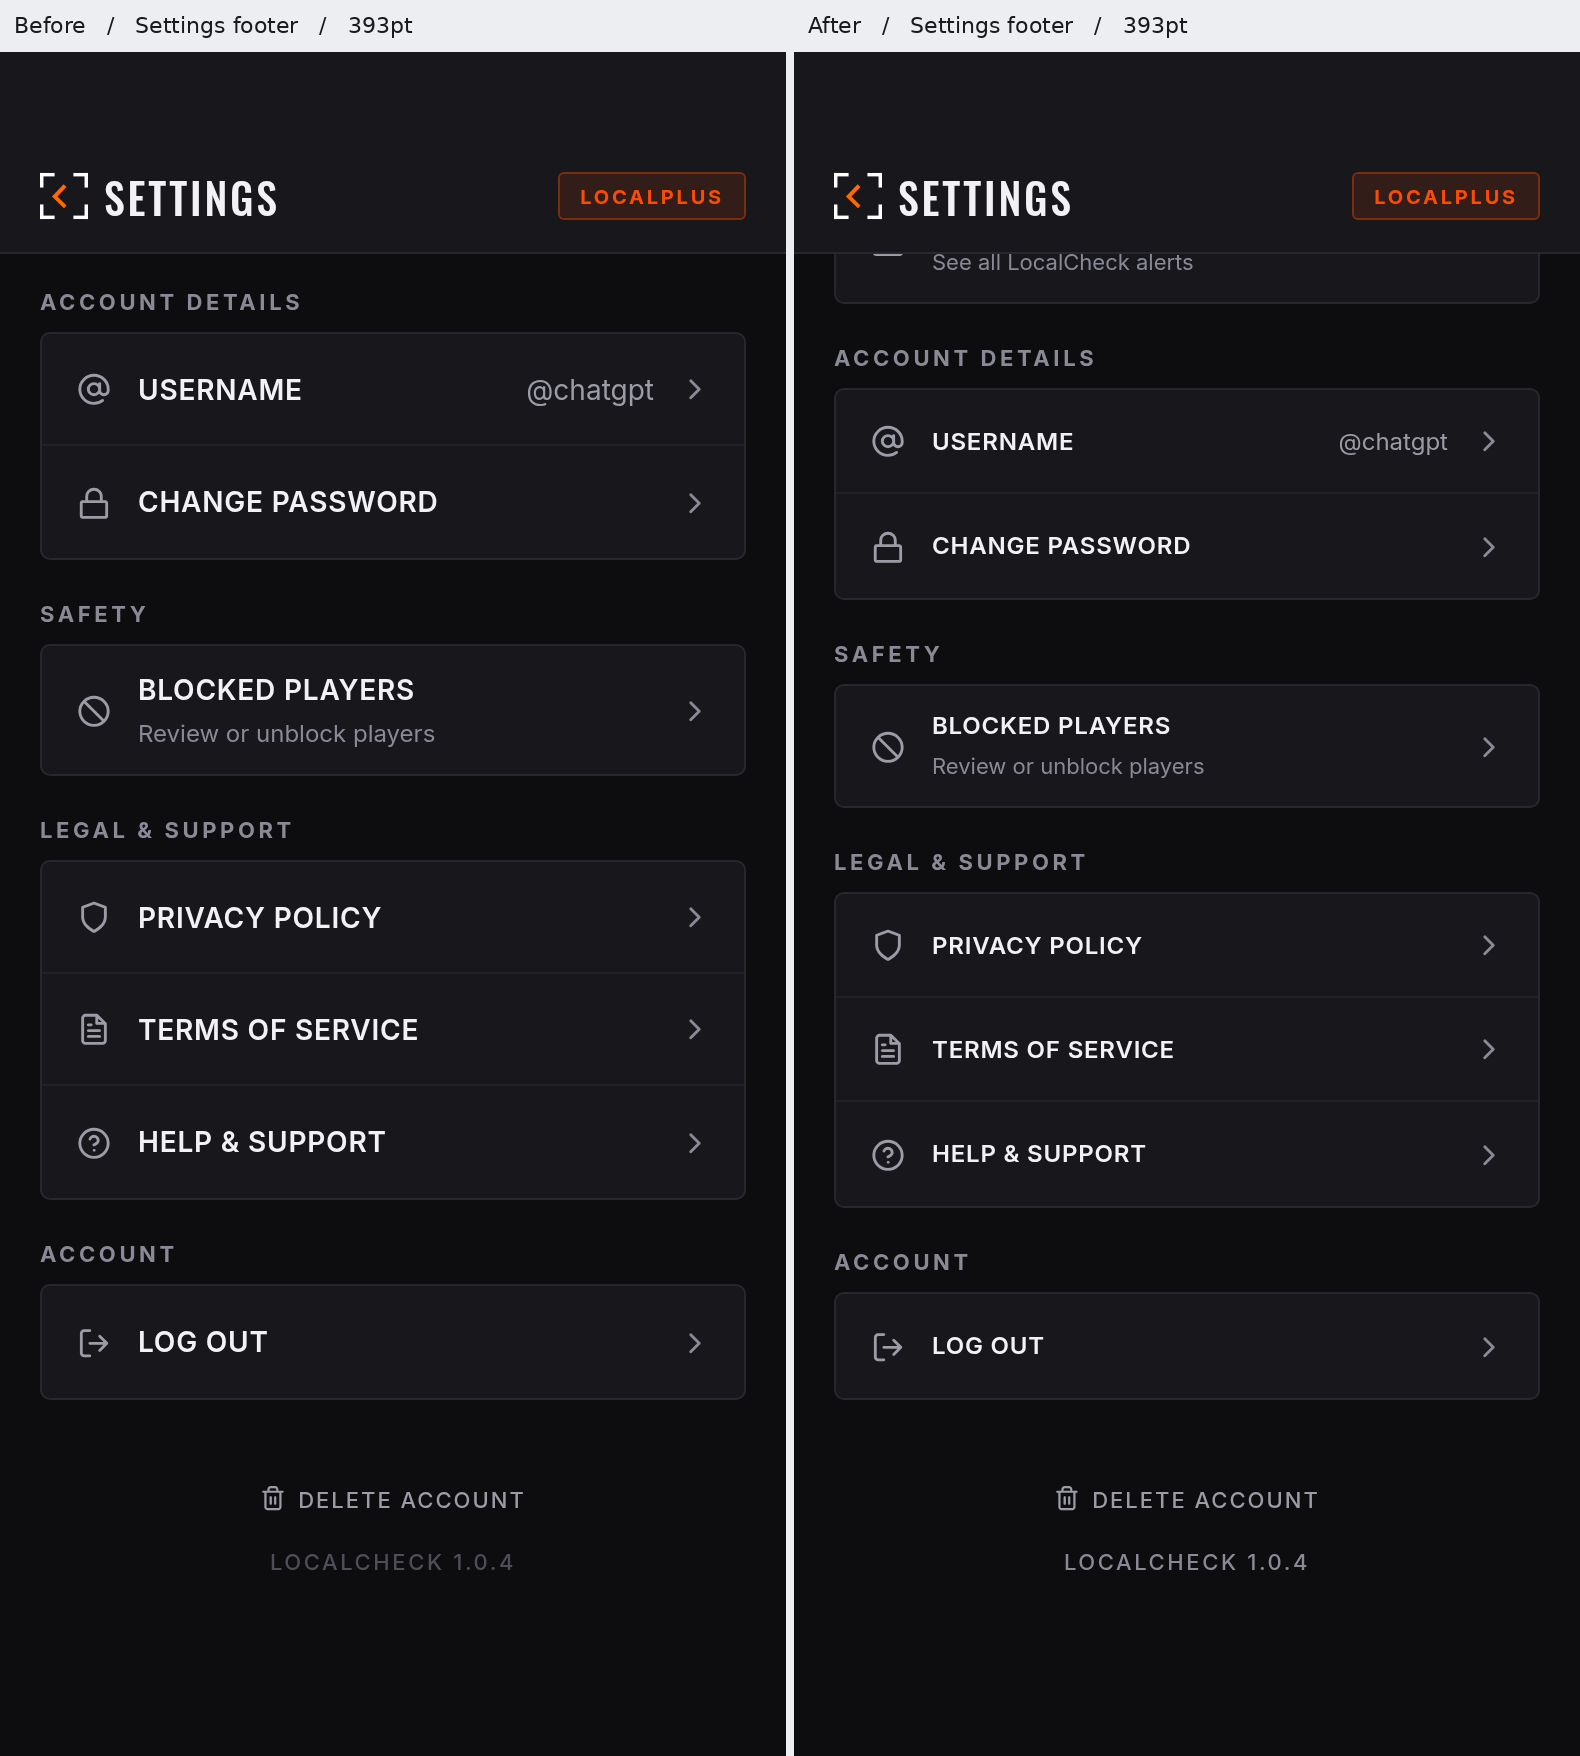 Before / Settings footer / 393pt
SETTINGS
LOCALPLUS
ACCOUNT DETAILS
USERNAME @chatgpt
CHANGE PASSWORD
SAFETY
BLOCKED PLAYERS
Review or unblock players
LEGAL & SUPPORT
PRIVACY POLICY
TERMS OF SERVICE
HELP & SUPPORT
ACCOUNT
LOG OUT
DELETE ACCOUNT
LOCALCHECK 1.0.4
After / Settings footer / 393pt
SETTINGS
LOCALPLUS
See all LocalCheck alerts
ACCOUNT DETAILS
USERNAME @chatgpt
CHANGE PASSWORD
SAFETY
BLOCKED PLAYERS
Review or unblock players
LEGAL & SUPPORT
PRIVACY POLICY
TERMS OF SERVICE
HELP & SUPPORT
ACCOUNT
LOG OUT
DELETE ACCOUNT
LOCALCHECK 1.0.4